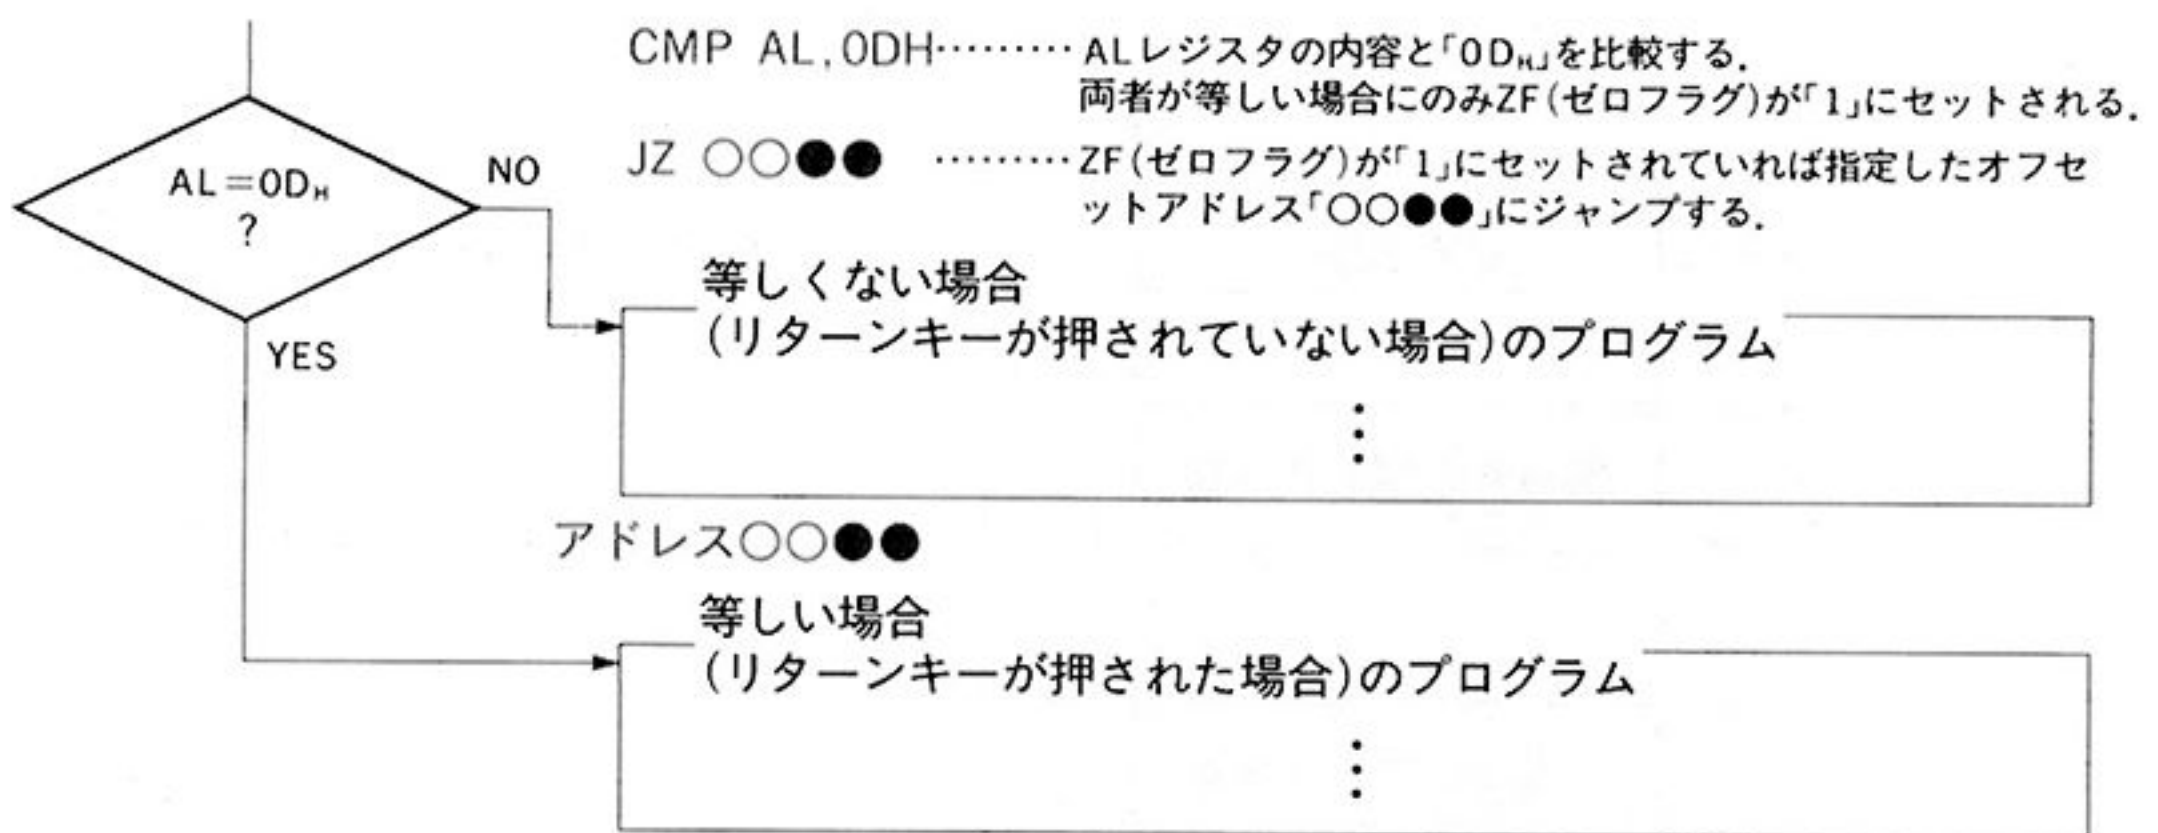 CMP AL,0DH………ALレジスタの内容と「0DH」を比較する.
両者が等しい場合にのみZF(ゼロフラグ)が「1」にセットされる.
AL=0DH
?
NO
JZ ○○●● ………ZF(ゼロフラグ)が「1」にセットされていれば指定したオフセ
ットアドレス「○○●●」にジャンプする.
等しくない場合
(リターンキーが押されていない場合)のプログラム
YES
アドレス○○●●
等しい場合
(リターンキーが押された場合)のプログラム